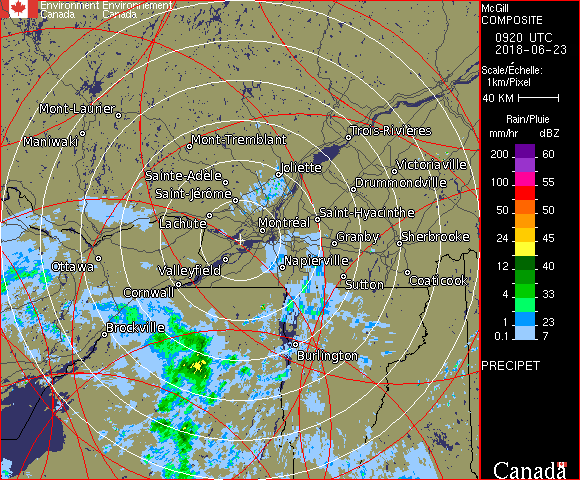 Environment Environnement
Canada Canada
McGill
COMPOSITE
0920 UTC
2018-06-23
Scale/Échelle:
1km/Pixel
40 KM
Rain/Pluie
mm/hr dBZ
200 60
100 55
50 50
24 45
12 40
4 33
1 23
0.1 7
PRECIPET
Canada
Mont-Laurier
Maniwaki
Mont-Tremblant
Trois-Rivières
Joliette
Victoriaville
Sainte-Adèle
Drummondville
Saint-Jérôme
Saint-Hyacinthe
Lachute
Montréal
Granby
Sherbrooke
Ottawa
Valleyfield
Napierville
Cornwall
Sutton
Coaticook
Brockville
Burlington